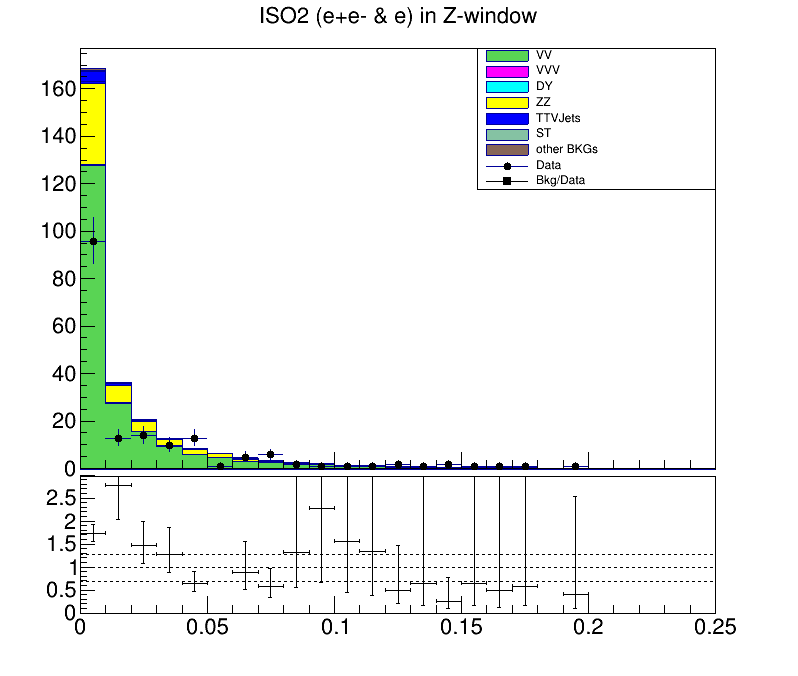 ISO2 (e+e- & e) in Z-window
VV
VVV
DY
ZZ
TTVJets
ST
other BKGs
Data
Bkg/Data
160
140
120
100
80
60
40
20
0
2.5
2
1.5
1
0.5
0
0 0.05 0.1 0.15 0.2 0.25